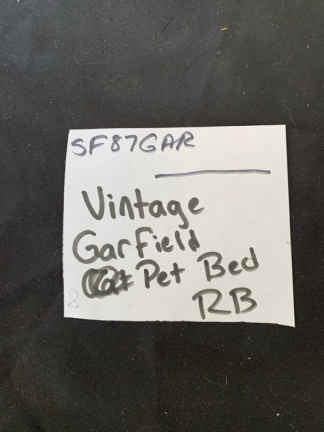 SF87GAR
Vintage
Garfield
Pet Bed
RB